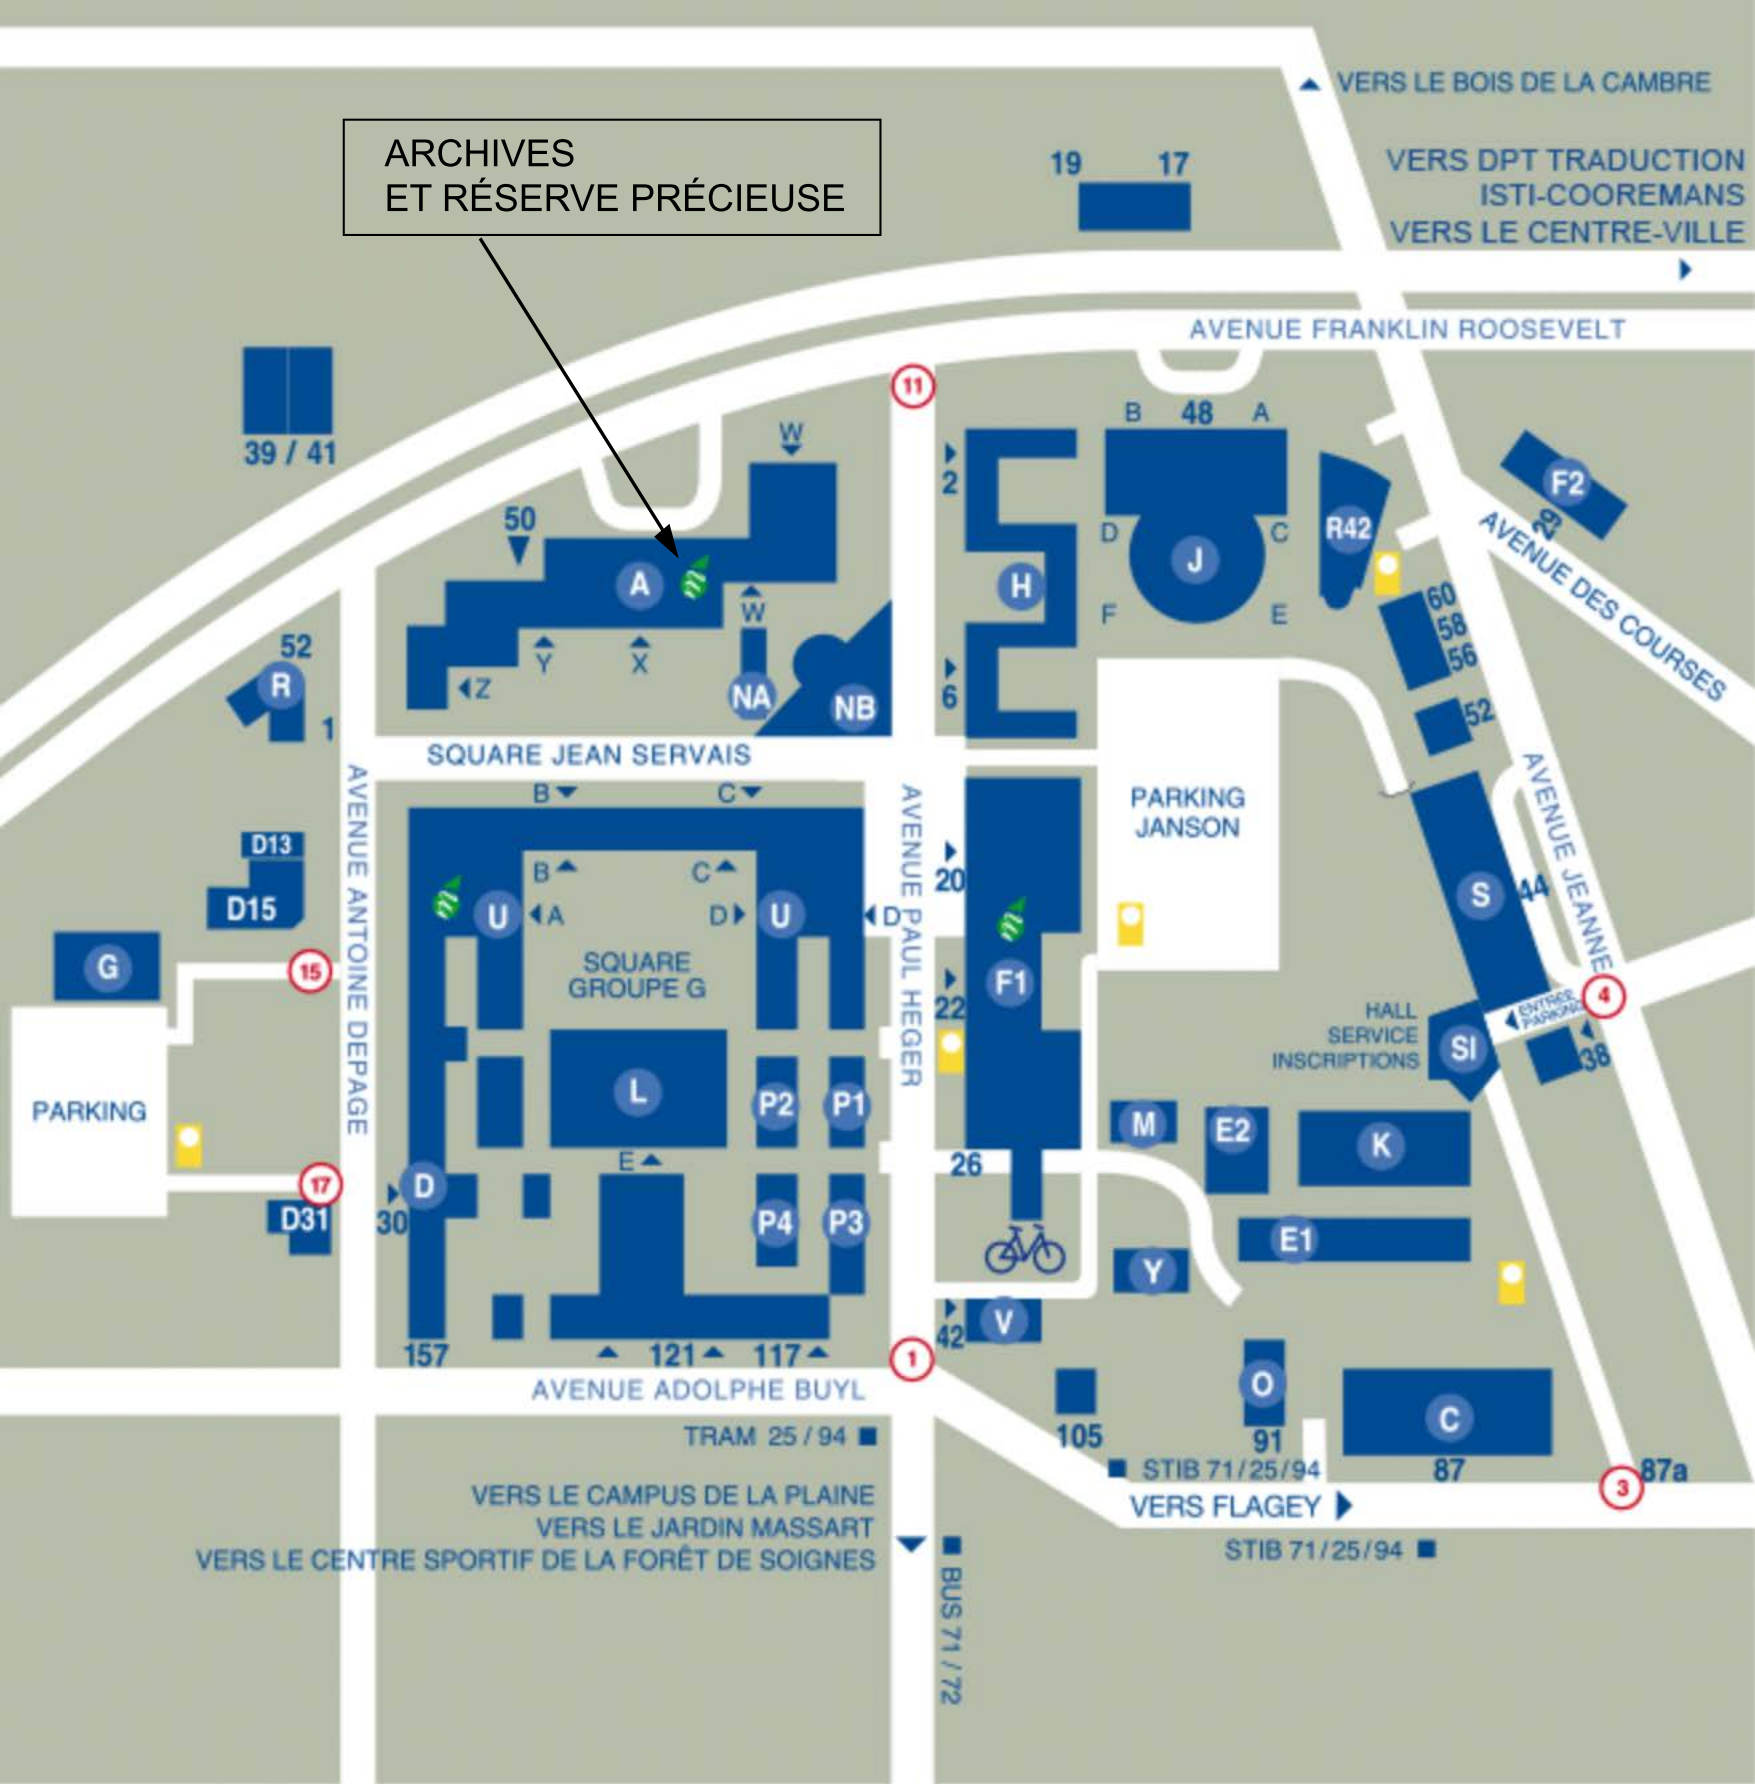 VERS LE BOIS DE LA CAMBRE
ARCHIVES
ET RÉSERVE PRÉCIEUSE
19 17
VERS DPT TRADUCTION
ISTI-COOREMANS
VERS LE CENTRE-VILLE
AVENUE FRANKLIN ROOSEVELT
11
39 / 41
B 48 A
W
2
F2
29
50
D C
R42
J
A
H
AVENUE DES COURSES
W
F E
60
58
56
Y X
52
R
Z
NA
NB
6
1
52
SQUARE JEAN SERVAIS
AVENUE ANTOINE DEPAGE
B C
AVENUE PAUL HEGER
PARKING
JANSON
AVENUE JEANNE
D13
B C
20
D15
U A D U D
S 44
G
15
SQUARE
GROUPE G
F1
22
4
ENTRÉE
PARKING
HALL
SERVICE
INSCRIPTIONS
SI
38
PARKING
L
P2 P1
M E2 K
E
26
17
D
30
D31
P4 P3
E1
Y
V
42
157 121 117
1
AVENUE ADOLPHE BUYL
O
C
105
91
87
87a
3
TRAM 25 / 94
STIB 71/25/94
VERS FLAGEY
STIB 71/25/94
VERS LE CAMPUS DE LA PLAINE
VERS LE JARDIN MASSART
VERS LE CENTRE SPORTIF DE LA FORÊT DE SOIGNES
BUS 71 / 72